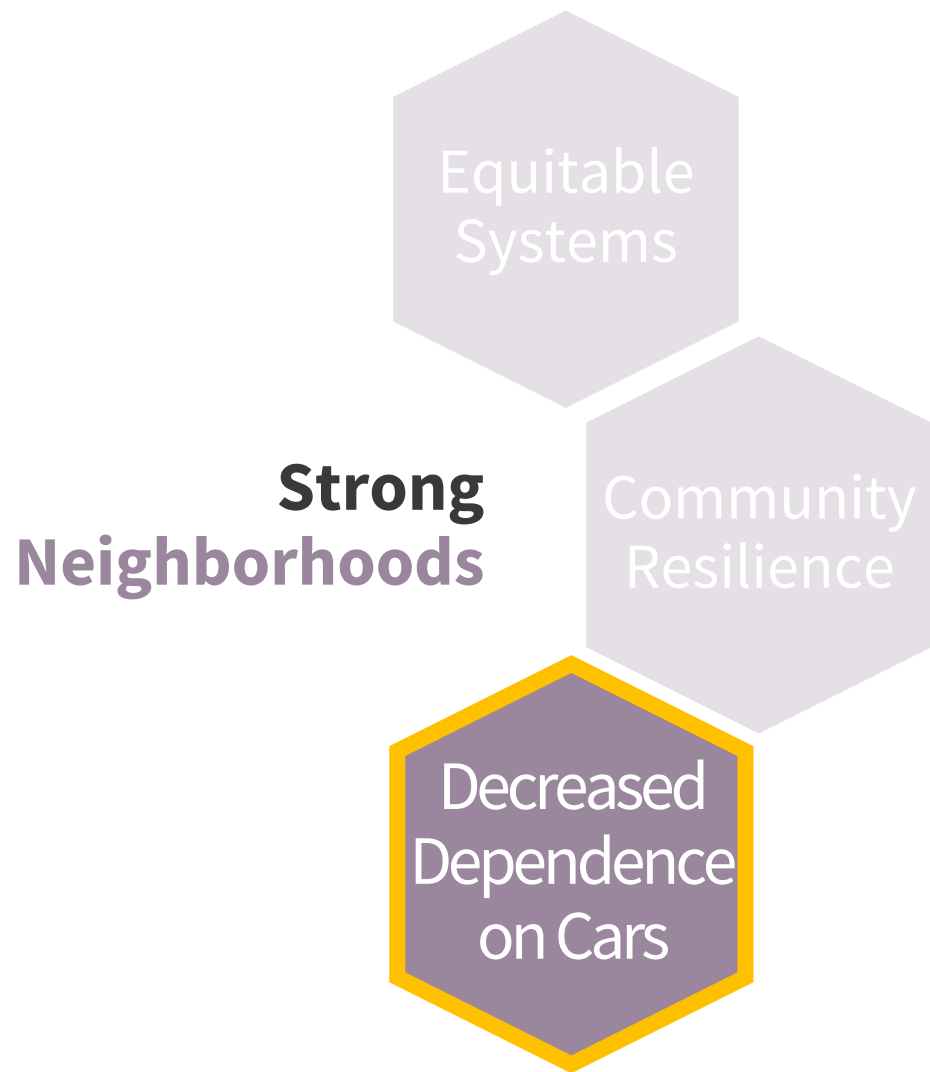 Equitable
Systems
Strong
Neighborhoods
Community
Resilience
Decreased
Dependence
on Cars